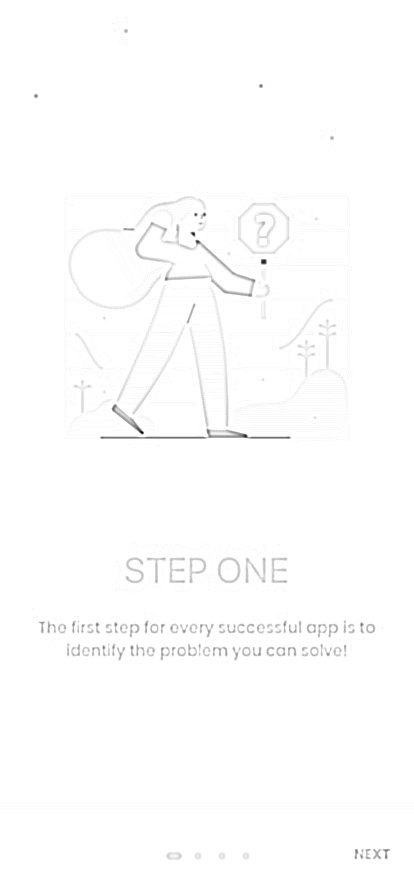 ?
STEP ONE
The first step for every successful app is to
identify the problem you can solve!
NEXT